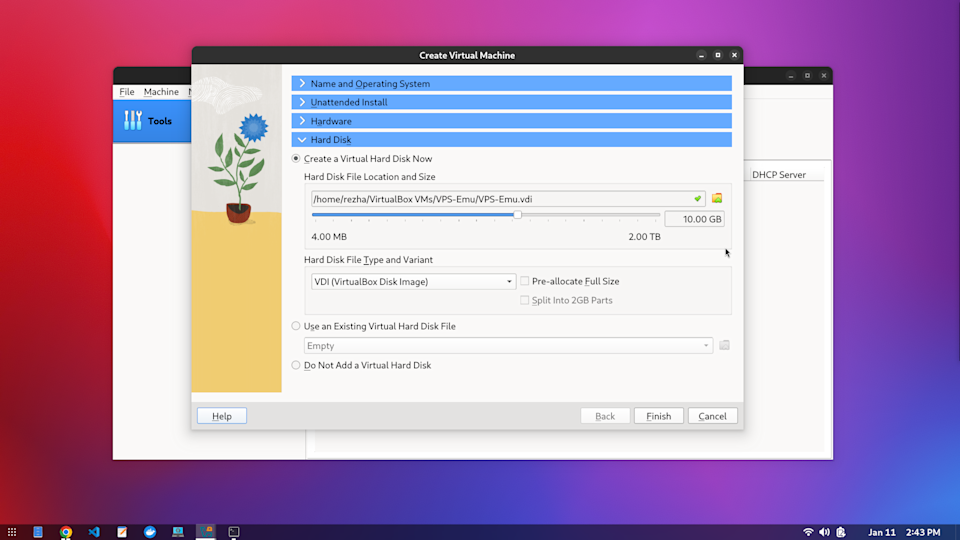 Create Virtual Machine
File Machine
Tools
Name and Operating System
Unattended Install
Hardware
Hard Disk
Create a Virtual Hard Disk Now
Hard Disk File Location and Size
/home/rezha/VirtualBox VMs/VPS-Emu/VPS-Emu.vdi
10.00 GB
4.00 MB 2.00 TB
DHCP Server
Hard Disk File Type and Variant
VDI (VirtualBox Disk Image)
Pre-allocate Full Size
Split Into 2GB Parts
Use an Existing Virtual Hard Disk File
Empty
Do Not Add a Virtual Hard Disk
Help Back Finish Cancel
Jan 11 2:43 PM